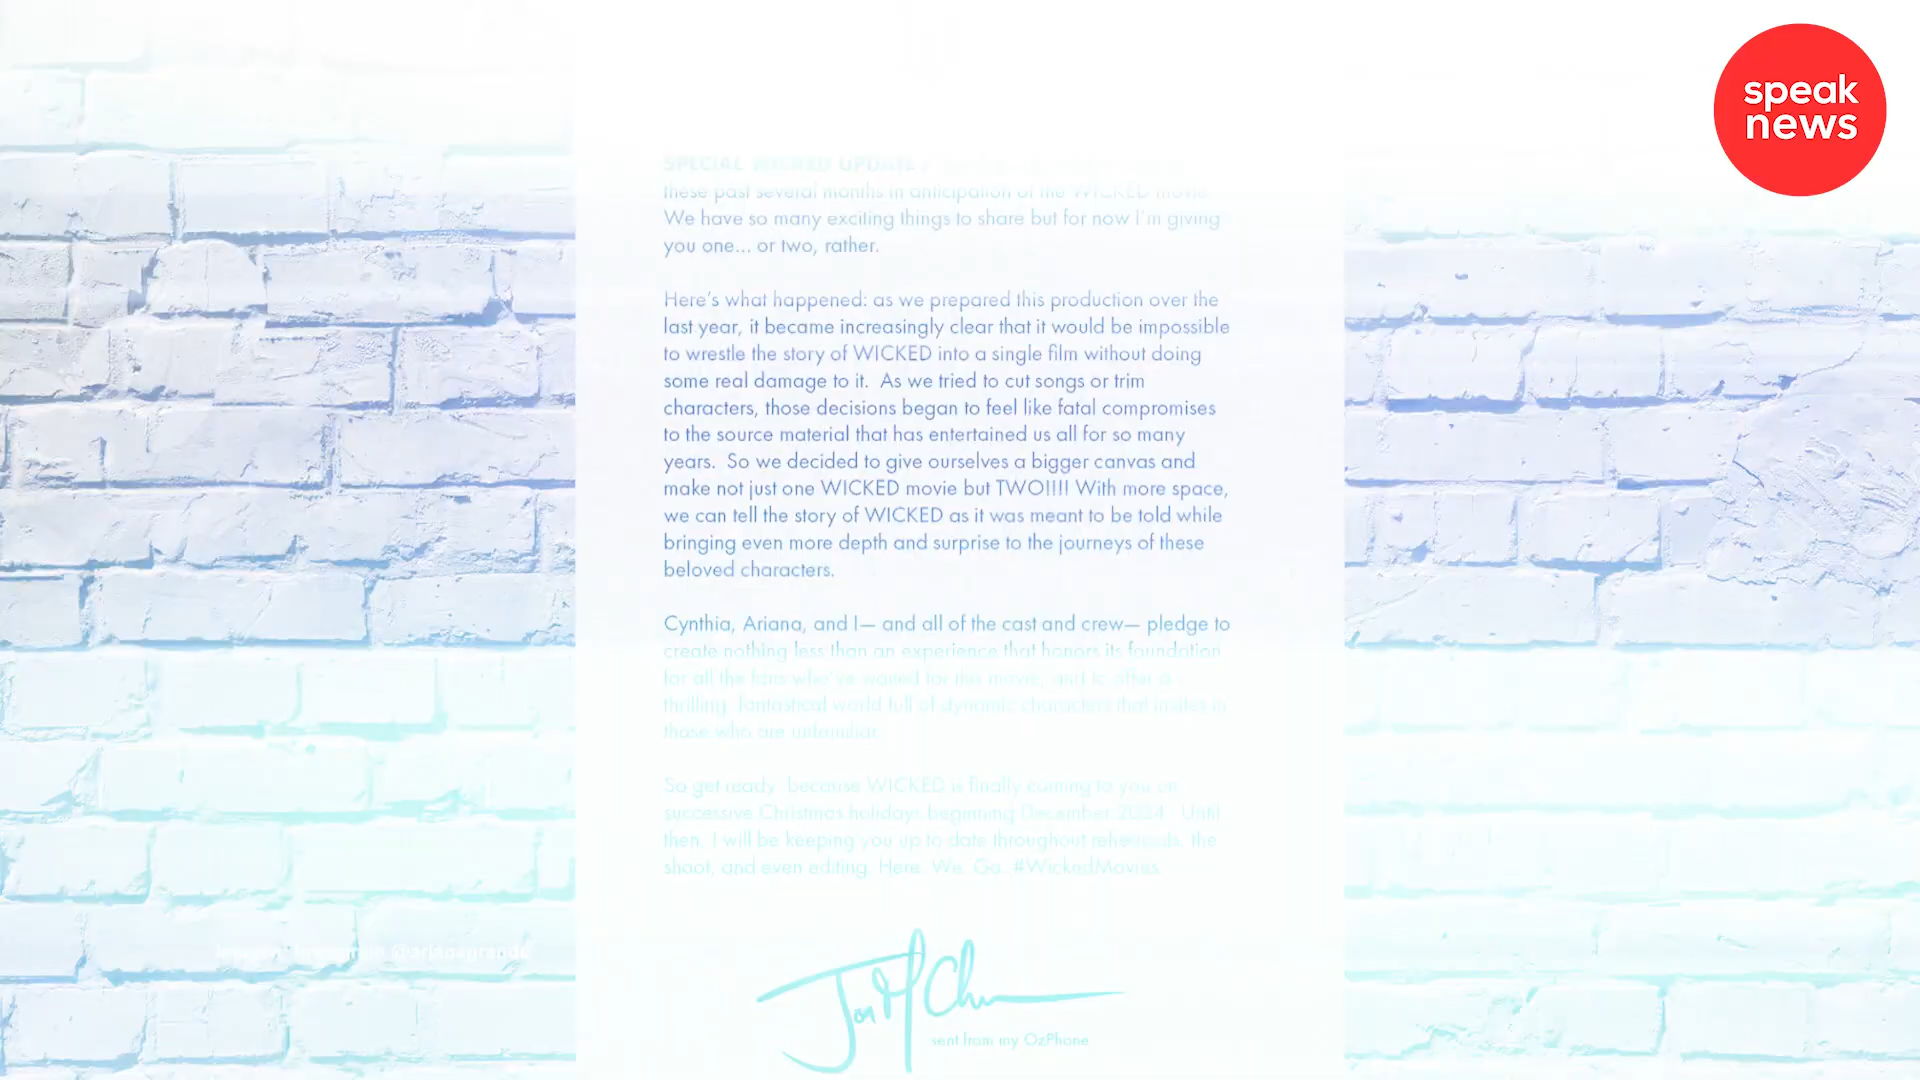 speak
news
SPECIAL WICKED UPDATE
these past several months in anticipation of the WICKED movie.
We have so many exciting things to share but for now I'm giving
you one... or two, rather.
Here's what happened: as we prepared this production over the
last year, it became increasingly clear that it would be impossible
to wrestle the story of WICKED into a single film without doing
some real damage to it.  As we tried to cut songs or trim
characters, those decisions began to feel like fatal compromises
to the source material that has entertained us all for so many
years.  So we decided to give ourselves a bigger canvas and
make not just one WICKED movie but TWO!!!! With more space,
we can tell the story of WICKED as it was meant to be told while
bringing even more depth and surprise to the journeys of these
beloved characters.
Cynthia, Ariana, and I— and all of the cast and crew— pledge to
create nothing less than an experience that honors its foundation
for all the fans who've waited for this movie, and to offer a
thrilling, fantastical world full of dynamic characters that invites in
those who are unfamiliar.
So get ready, because WICKED is finally coming to you on
successive Christmas holidays beginning December 2024.  Until
then, I will be keeping you up to date throughout rehearsals, the
shoot, and even editing. Here. We. Go. #WickedMovies
Jon M Chu
sent from my OzPhone
@arianagrande